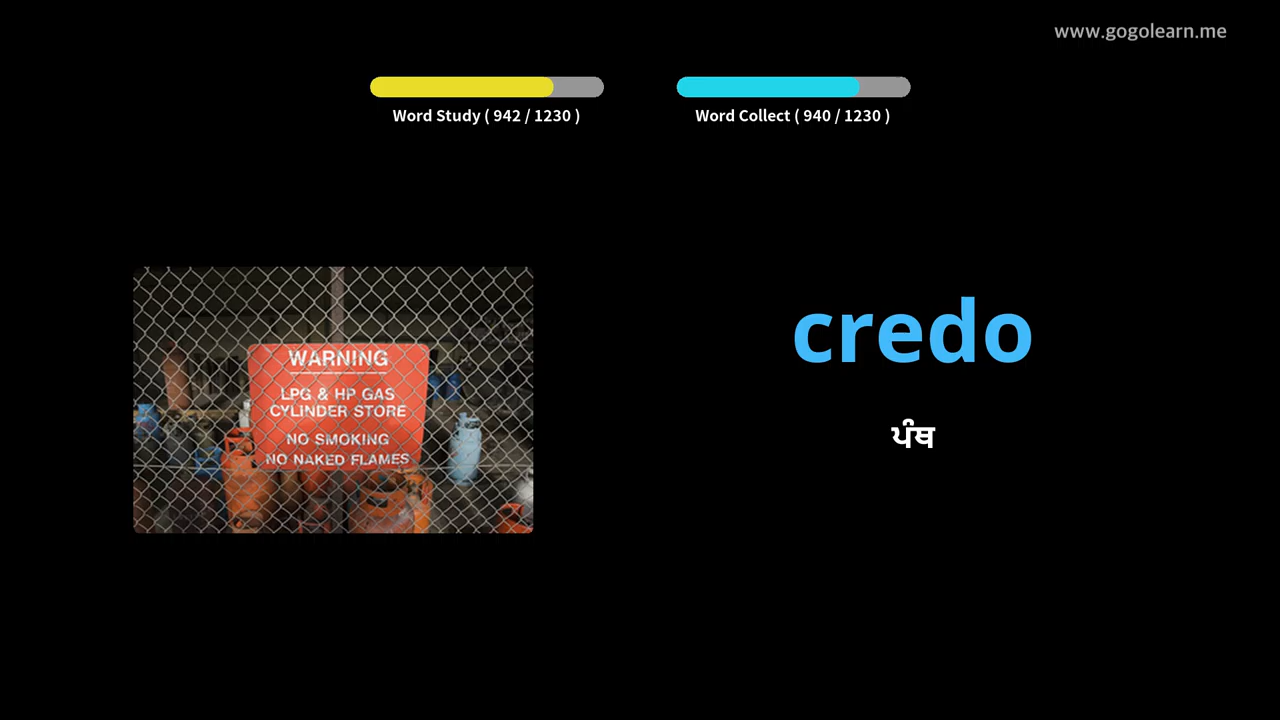 www.gogolearn.me
Word Study ( 942 / 1230 )
Word Collect ( 940 / 1230 )
WARNING
LPG & HP GAS
CYLINDER STORE
NO SMOKING
NO NAKED FLAMES
credo
ਪੰਥ